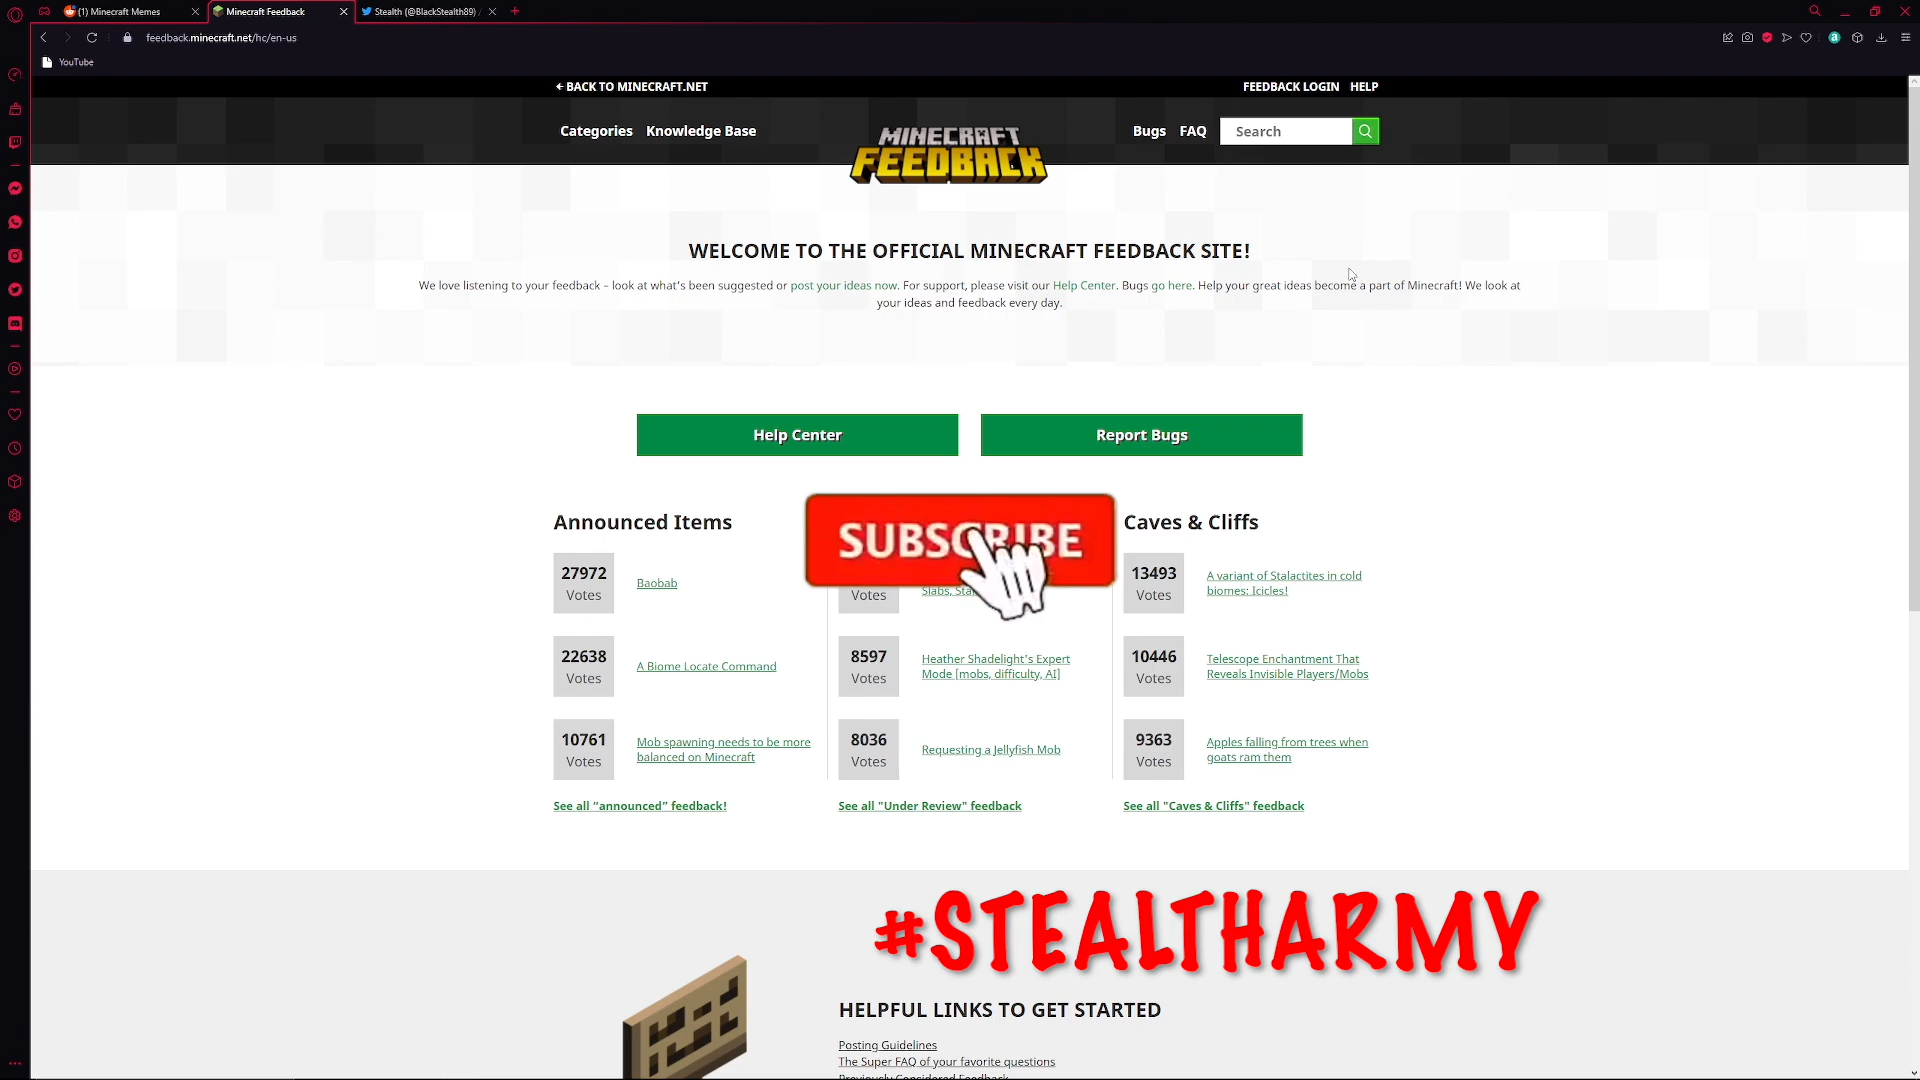 (1) Minecraft Memes
Minecraft Feedback
Stealth (@BlackStealth89)
feedback.minecraft.net/hc/en-us
YouTube
BACK TO MINECRAFT.NET
FEEDBACK LOGIN HELP
Categories Knowledge Base
MINECRAFT
FEEDBACK
Bugs FAQ Search
WELCOME TO THE OFFICIAL MINECRAFT FEEDBACK SITE!
We love listening to your feedback – look at what's been suggested or post your ideas now. For support, please visit our Help Center. Bugs go here. Help your great ideas become a part of Minecraft! We look at
your ideas and feedback every day.
Help Center
Report Bugs
Announced Items
27972
Votes
Baobab
22638
Votes
A Biome Locate Command
10761
Votes
Mob spawning needs to be more
balanced on Minecraft
See all “announced” feedback!
SUBSCRIBE
Votes
Slabs,
8597
Votes
Heather Shadelight's Expert
Mode [mobs, difficulty, AI]
8036
Votes
Requesting a Jellyfish Mob
See all "Under Review" feedback
Caves & Cliffs
13493
Votes
A variant of Stalactites in cold
biomes: Icicles!
10446
Votes
Telescope Enchantment That
Reveals Invisible Players/Mobs
9363
Votes
Apples falling from trees when
goats ram them
See all "Caves & Cliffs" feedback
#STEALTHARMY
HELPFUL LINKS TO GET STARTED
Posting Guidelines
The Super FAQ of your favorite questions
Previously Considered Feedback